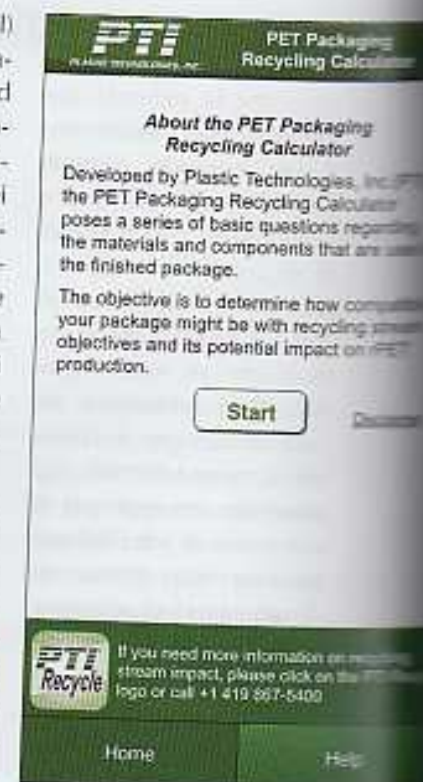 PTI
PLASTIC TECHNOLOGIES, INC.
PET Packaging
Recycling Calculator
About the PET Packaging
Recycling Calculator
Developed by Plastic Technologies, Inc.
the PET Packaging Recycling Calculator
poses a series of basic questions regarding
the materials and components that are
the finished package.
The objective is to determine how
your package might be with recycling stream
objectives and its potential impact on rPET
production.
Start
PTI
Recycle
If you need more information on
stream impact, please click on the
logo or call +1 419 867-5400
Home
Help